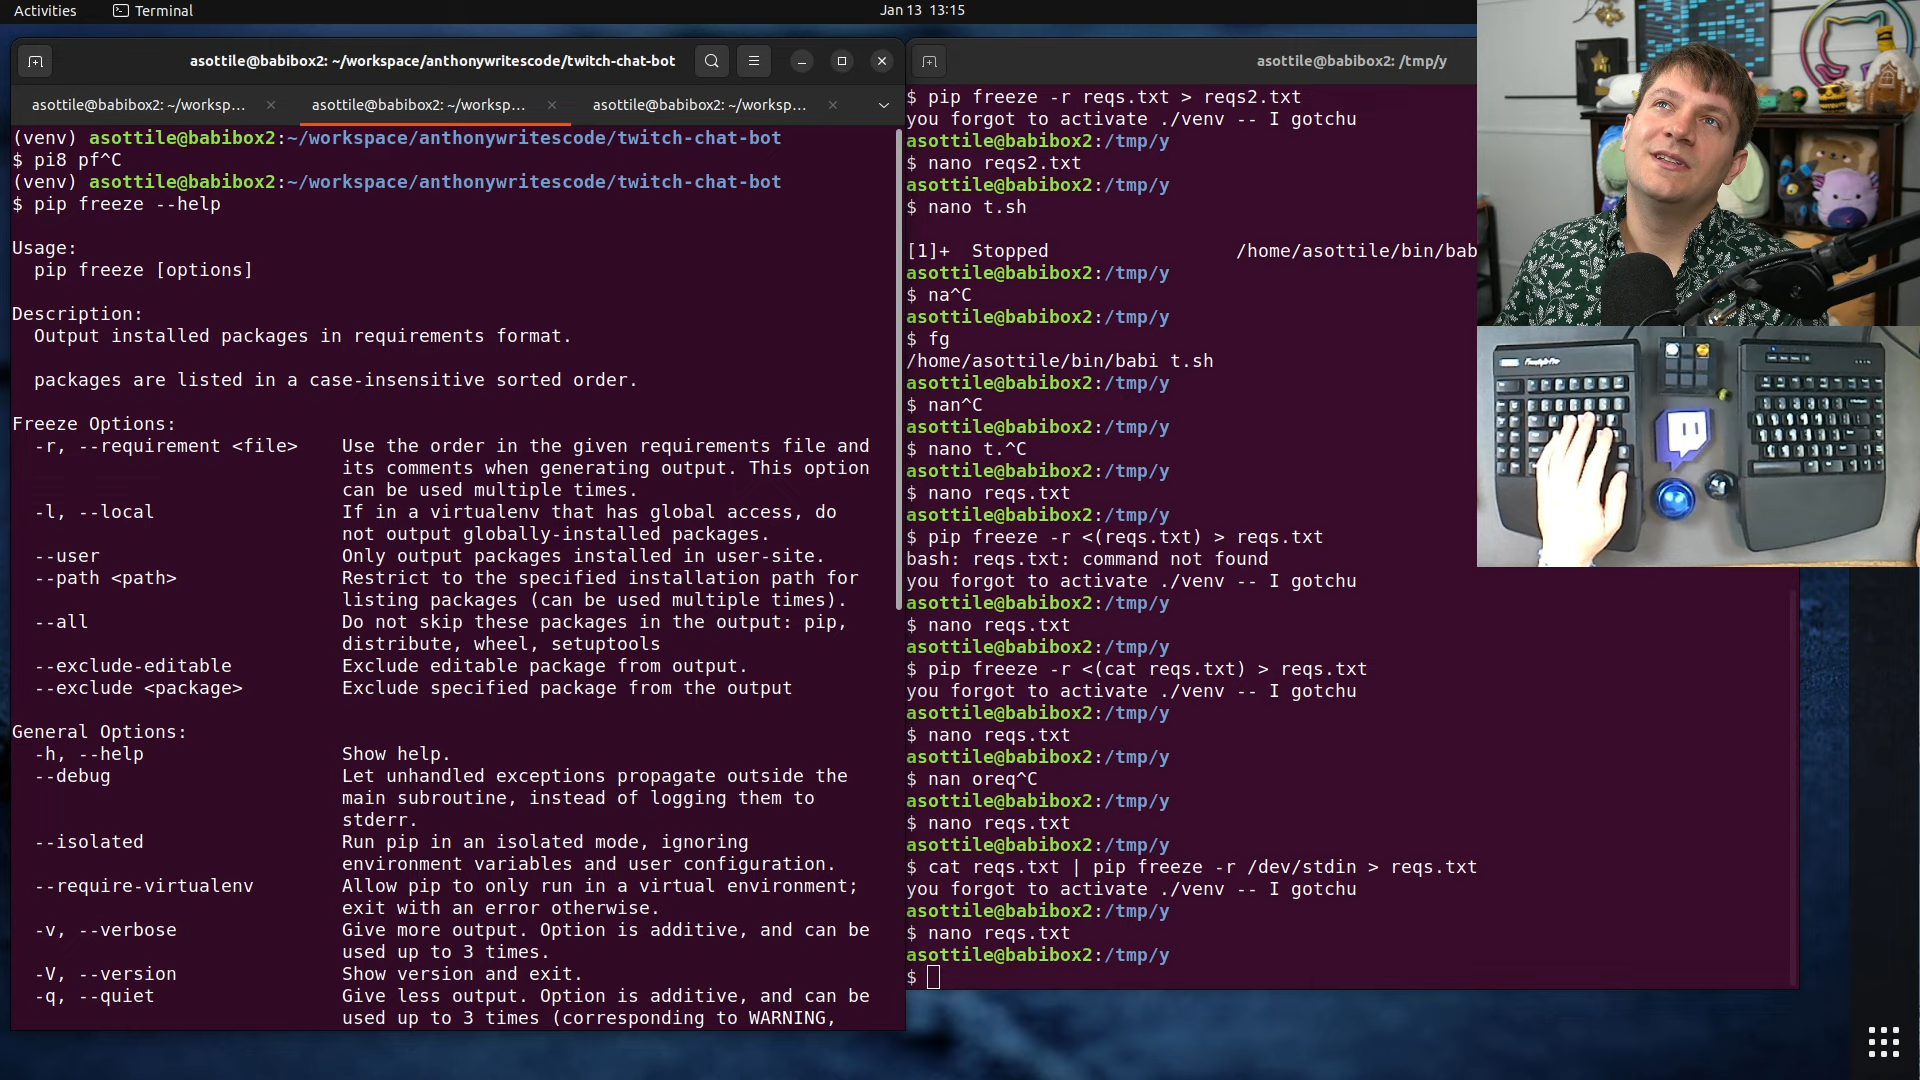 Activities
Terminal
Jan 13 13:15
asottile@babibox2: ~/workspace/anthonywritescode/twitch-chat-bot
asottile@babibox2: ~/worksp...
asottile@babibox2: ~/worksp...
asottile@babibox2: ~/worksp...
(venv) asottile@babibox2:~/workspace/anthonywritescode/twitch-chat-bot
$ pi8 pf^C
(venv) asottile@babibox2:~/workspace/anthonywritescode/twitch-chat-bot
$ pip freeze --help
Usage:
pip freeze [options]
Description:
Output installed packages in requirements format.
packages are listed in a case-insensitive sorted order.
Freeze Options:
-r, --requirement <file> Use the order in the given requirements file and
its comments when generating output. This option
can be used multiple times.
-l, --local If in a virtualenv that has global access, do
not output globally-installed packages.
--user Only output packages installed in user-site.
--path <path> Restrict to the specified installation path for
listing packages (can be used multiple times).
--all Do not skip these packages in the output: pip,
distribute, wheel, setuptools
--exclude-editable Exclude editable package from output.
--exclude <package> Exclude specified package from the output
General Options:
-h, --help Show help.
--debug Let unhandled exceptions propagate outside the
main subroutine, instead of logging them to
stderr.
--isolated Run pip in an isolated mode, ignoring
environment variables and user configuration.
--require-virtualenv Allow pip to only run in a virtual environment;
exit with an error otherwise.
-v, --verbose Give more output. Option is additive, and can be
used up to 3 times.
-V, --version Show version and exit.
-q, --quiet Give less output. Option is additive, and can be
used up to 3 times (corresponding to WARNING,
asottile@babibox2: /tmp/y
$ pip freeze -r reqs.txt > reqs2.txt
you forgot to activate ./venv -- I gotchu
asottile@babibox2:/tmp/y
$ nano reqs2.txt
asottile@babibox2:/tmp/y
$ nano t.sh
[1]+ Stopped /home/asottile/bin/bab
asottile@babibox2:/tmp/y
$ na^C
asottile@babibox2:/tmp/y
$ fg
/home/asottile/bin/babi t.sh
asottile@babibox2:/tmp/y
$ nan^C
asottile@babibox2:/tmp/y
$ nano t.^C
asottile@babibox2:/tmp/y
$ nano reqs.txt
asottile@babibox2:/tmp/y
$ pip freeze -r <(reqs.txt) > reqs.txt
bash: reqs.txt: command not found
you forgot to activate ./venv -- I gotchu
asottile@babibox2:/tmp/y
$ nano reqs.txt
asottile@babibox2:/tmp/y
$ pip freeze -r <(cat reqs.txt) > reqs.txt
you forgot to activate ./venv -- I gotchu
asottile@babibox2:/tmp/y
$ nano reqs.txt
asottile@babibox2:/tmp/y
$ nan oreq^C
asottile@babibox2:/tmp/y
$ nano reqs.txt
asottile@babibox2:/tmp/y
$ cat reqs.txt | pip freeze -r /dev/stdin > reqs.txt
you forgot to activate ./venv -- I gotchu
asottile@babibox2:/tmp/y
$ nano reqs.txt
asottile@babibox2:/tmp/y
$